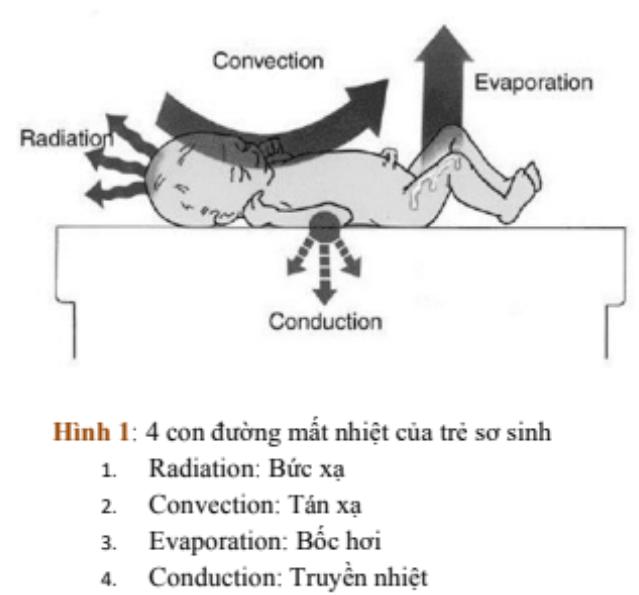 Convection
Evaporation
Radiation
Conduction
Hình 1: 4 con đường mất nhiệt của trẻ sơ sinh
1. Radiation: Bức xạ
2. Convection: Tán xạ
3. Evaporation: Bốc hơi
4. Conduction: Truyền nhiệt